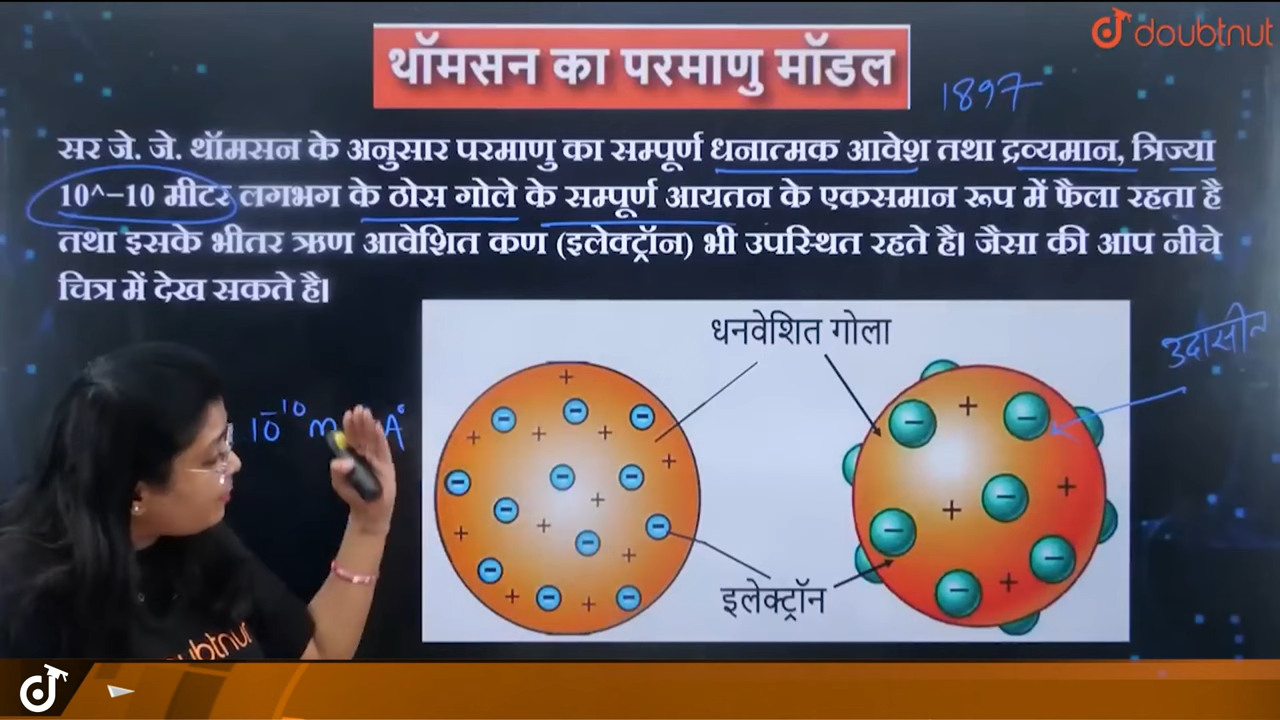 थॉमसन का परमाणु मॉडल
doubtnut
1897
सर जे. जे. थॉमसन के अनुसार परमाणु का सम्पूर्ण धनात्मक आवेश तथा द्रव्यमान, त्रिज्या
10^−10 मीटर लगभग के ठोस गोले के सम्पूर्ण आयतन के एकसमान रूप में फैला रहता है
तथा इसके भीतर ऋण आवेशित कण (इलेक्ट्रॉन) भी उपस्थित रहते है। जैसा की आप नीचे
चित्र में देख सकते है।
धनवेशित गोला
उदासीन
10⁻¹⁰ m A°
इलेक्ट्रॉन